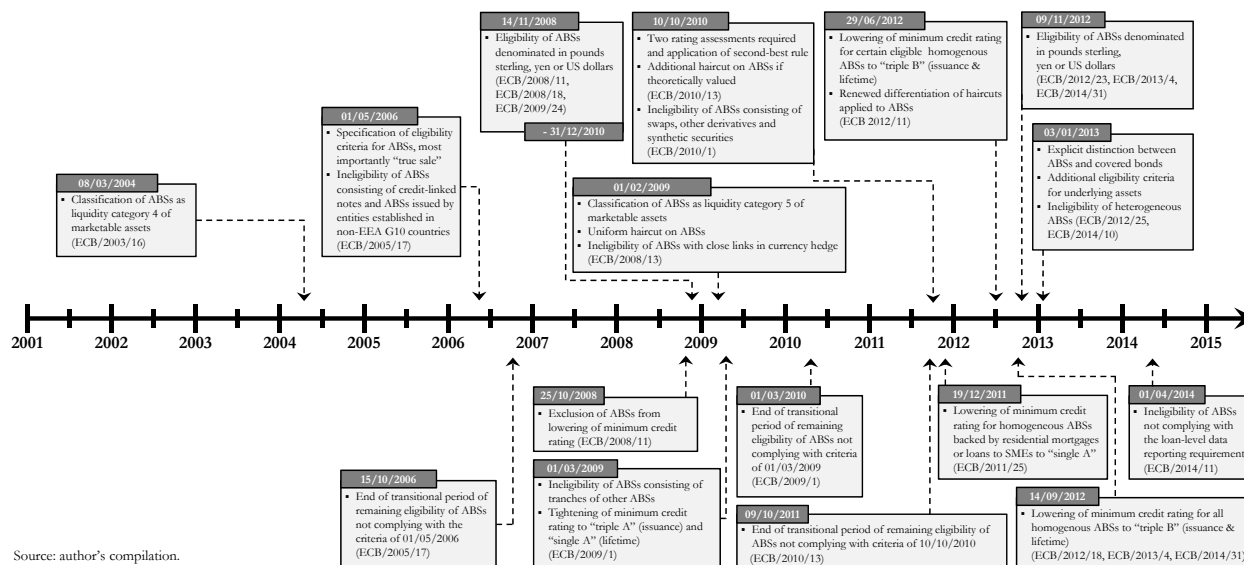 14/11/2008
▪ Eligibility of ABSs
denominated in pounds
sterling, yen or US dollars
(ECB/2008/11,
ECB/2008/18,
ECB/2009/24)
- 31/12/2010
10/10/2010
▪ Two rating assessments required
and application of second-best rule
▪ Additional haircut on ABSs if
theoretically valued
(ECB/2010/13)
▪ Ineligibility of ABSs consisting of
swaps, other derivatives and
synthetic securities
(ECB/2010/1)
29/06/2012
▪ Lowering of minimum credit rating
for certain eligible homogenous
ABSs to “triple B” (issuance &
lifetime)
▪ Renewed differentiation of haircuts
applied to ABSs
(ECB 2012/11)
09/11/2012
▪ Eligibility of ABSs denominated
in pounds sterling,
yen or US dollars
(ECB/2012/23, ECB/2013/4,
ECB/2014/31)
01/05/2006
▪ Specification of eligibility
criteria for ABSs, most
importantly “true sale”
▪ Ineligibility of ABSs
consisting of credit-linked
notes and ABSs issued by
entities established in
non-EEA G10 countries
(ECB/2005/17)
03/01/2013
▪ Explicit distinction between
ABSs and covered bonds
▪ Additional eligibility criteria
for underlying assets
▪ Ineligibility of heterogeneous
ABSs (ECB/2012/25,
ECB/2014/10)
08/03/2004
▪ Classification of ABSs as
liquidity category 4 of
marketable assets
(ECB/2003/16)
01/02/2009
▪ Classification of ABSs as liquidity category 5 of
marketable assets
▪ Uniform haircut on ABSs
▪ Ineligibility of ABSs with close links in currency hedge
(ECB/2008/13)
2001 2002 2003 2004 2005 2006 2007 2008 2009 2010 2011 2012 2013 2014 2015
25/10/2008
▪ Exclusion of ABSs from
lowering of minimum credit
rating (ECB/2008/11)
01/03/2010
▪ End of transitional
period of remaining
eligibility of ABSs not
complying with criteria
of 01/03/2009
(ECB/2009/1)
19/12/2011
▪ Lowering of minimum credit
rating for homogeneous ABSs
backed by residential mortgages
or loans to SMEs to “single A”
(ECB/2011/25)
01/04/2014
▪ Ineligibility of ABSs
not complying with
the loan-level data
reporting requirement
(ECB/2014/11)
15/10/2006
▪ End of transitional period of
remaining eligibility of ABSs
not complying with the
criteria of 01/05/2006
(ECB/2005/17)
01/03/2009
▪ Ineligibility of ABSs consisting of
tranches of other ABSs
▪ Tightening of minimum credit
rating to “triple A” (issuance) and
“single A” (lifetime)
(ECB/2009/1)
09/10/2011
▪ End of transitional period of remaining eligibility of
ABSs not complying with criteria of 10/10/2010
(ECB/2010/13)
14/09/2012
▪ Lowering of minimum credit rating for all
homogenous ABSs to “triple B” (issuance &
lifetime)
(ECB/2012/18, ECB/2013/4, ECB/2014/31)
Source: author’s compilation.